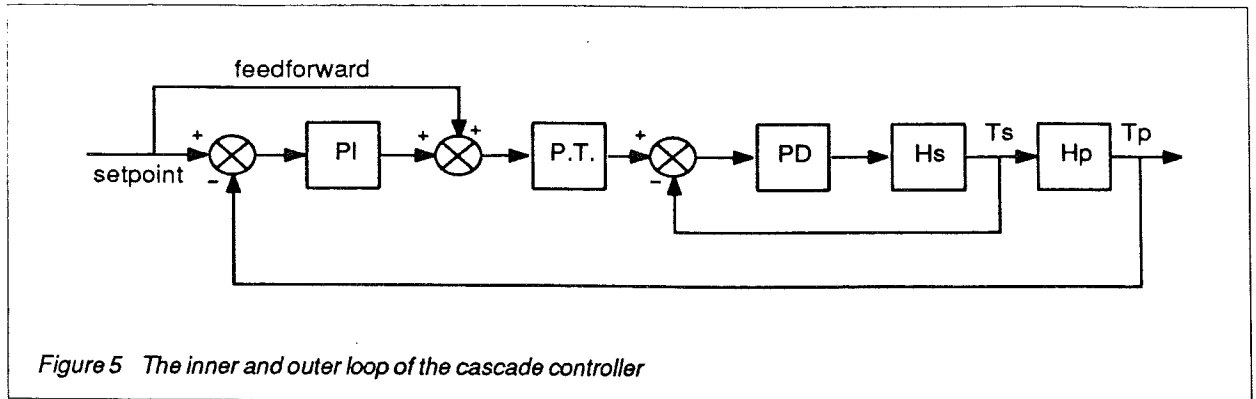 feedforward
+ + + +
PI P.T. PD Hs Ts Hp Tp
setpoint
- -
Figure 5 The inner and outer loop of the cascade controller